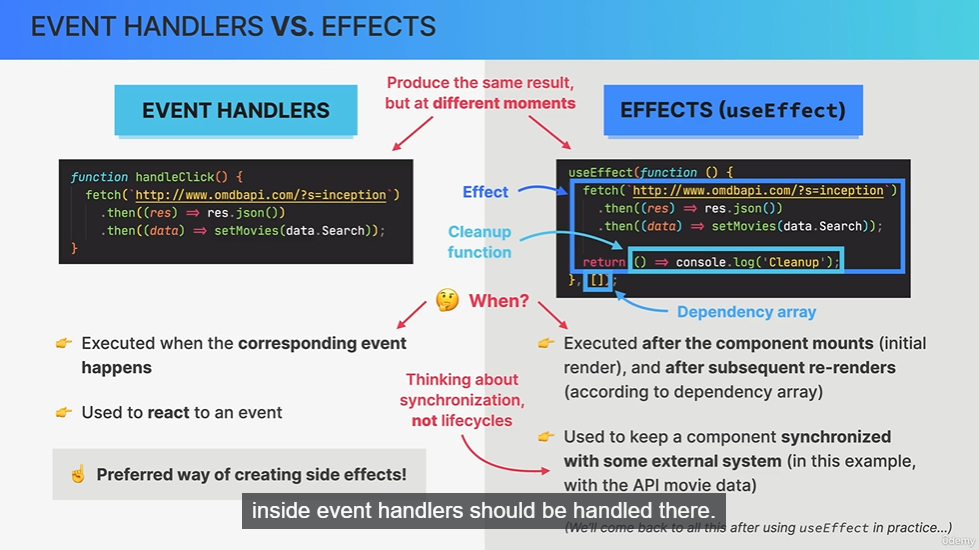 EVENT HANDLERS VS. EFFECTS
Produce the same result,
but at different moments
EVENT HANDLERS
function handleClick() {
fetch(`http://www.omdbapi.com/?s=inception`)
.then((res) ⇒ res.json())
.then((data) ⇒ setMovies(data.Search));
}
EFFECTS (useEffect)
useEffect(function () {
fetch(`http://www.omdbapi.com/?s=inception`)
.then((res) ⇒ res.json())
.then((data) ⇒ setMovies(data.Search));
return () ⇒ console.log('Cleanup');
}, []);
Effect
Cleanup
function
Dependency array
🤔 When?
👉 Executed when the corresponding event
happens
👉 Used to react to an event
☝️ Preferred way of creating side effects!
Thinking about
synchronization,
not lifecycles
👉 Executed after the component mounts (initial
render), and after subsequent re-renders
(according to dependency array)
👉 Used to keep a component synchronized
with some external system (in this example,
with the API movie data)
inside event handlers should be handled there.
(We'll come back to all this after using useEffect in practice...)
ûdemy